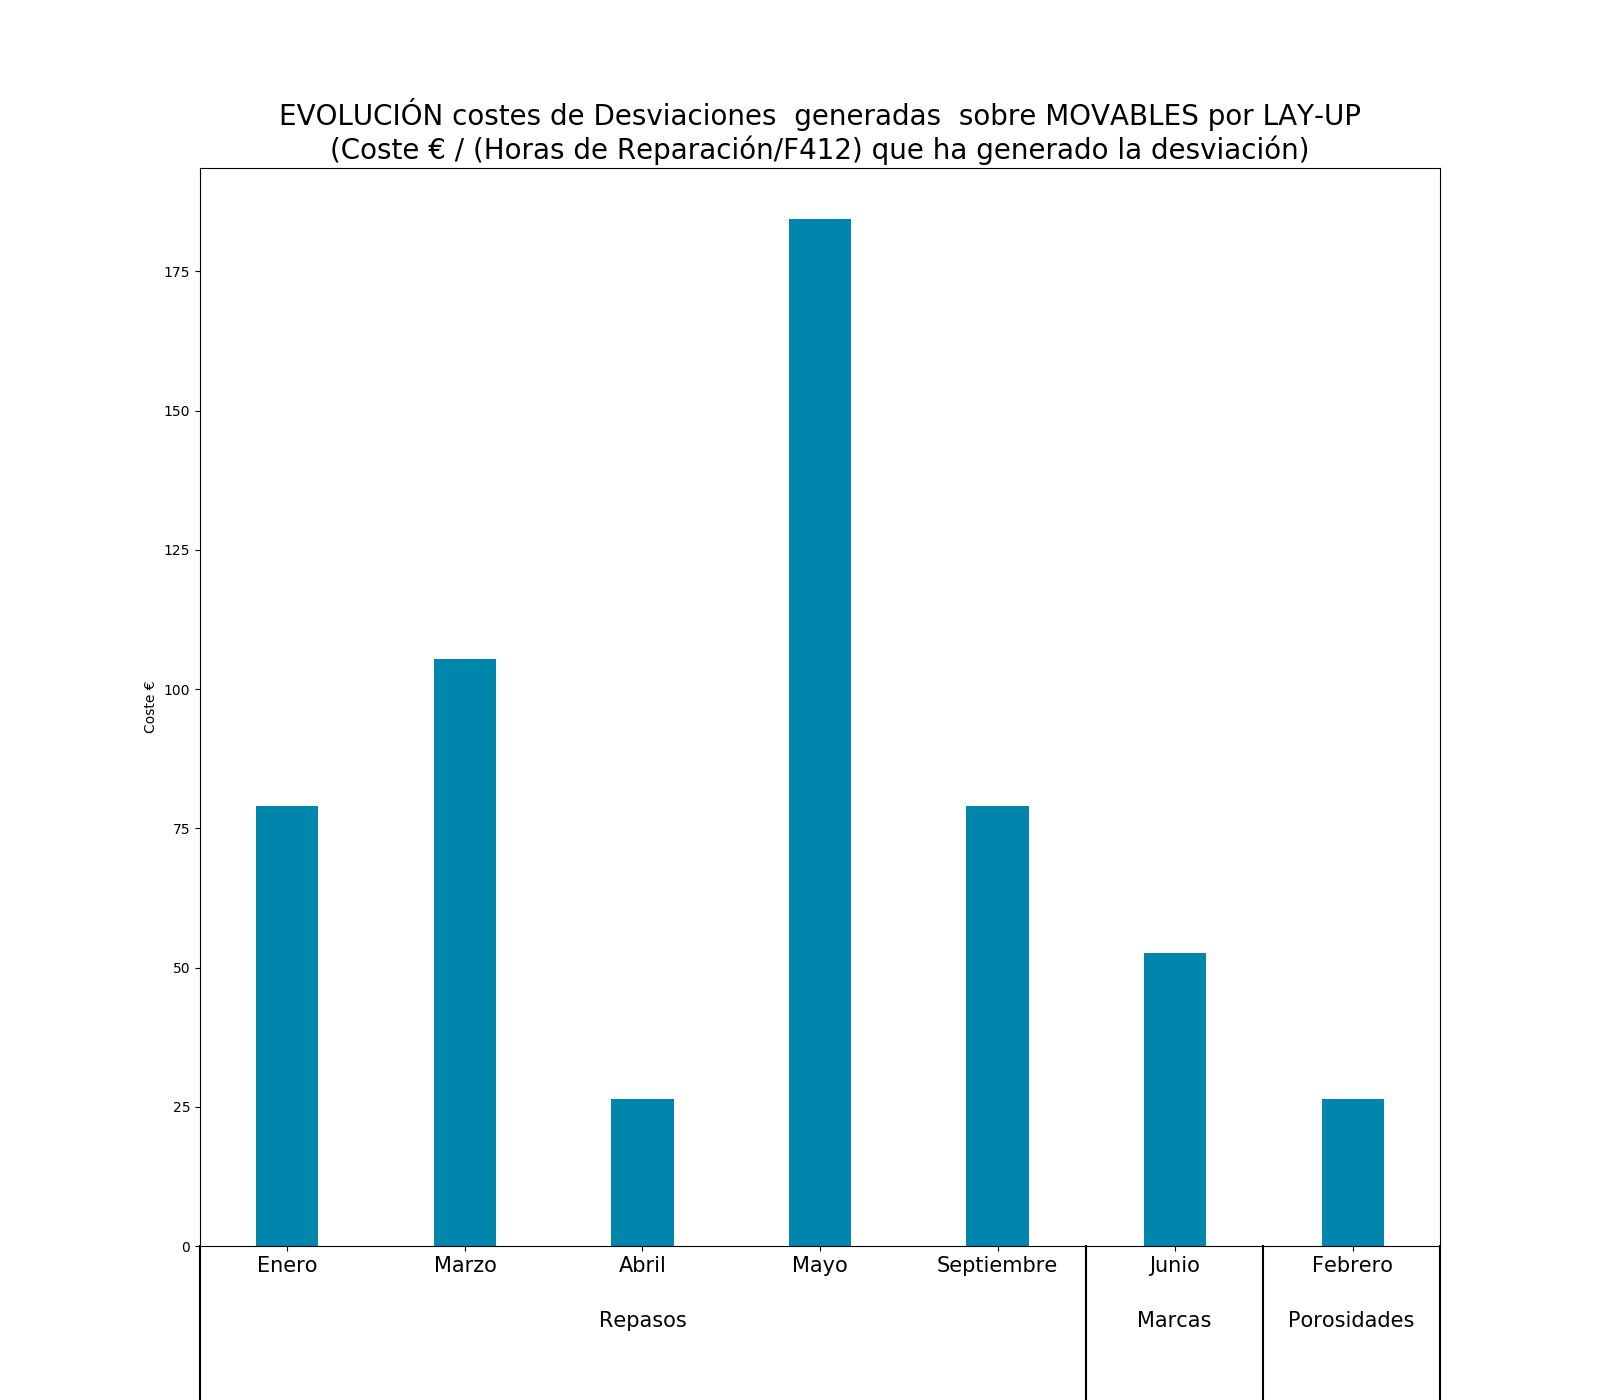 EVOLUCIÓN costes de Desviaciones  generadas  sobre MOVABLES por LAY-UP
(Coste € / (Horas de Reparación/F412) que ha generado la desviación)
Coste €
175
150
125
100
75
50
25
0
Enero Marzo Abril Mayo Septiembre Junio Febrero
Repasos Marcas Porosidades